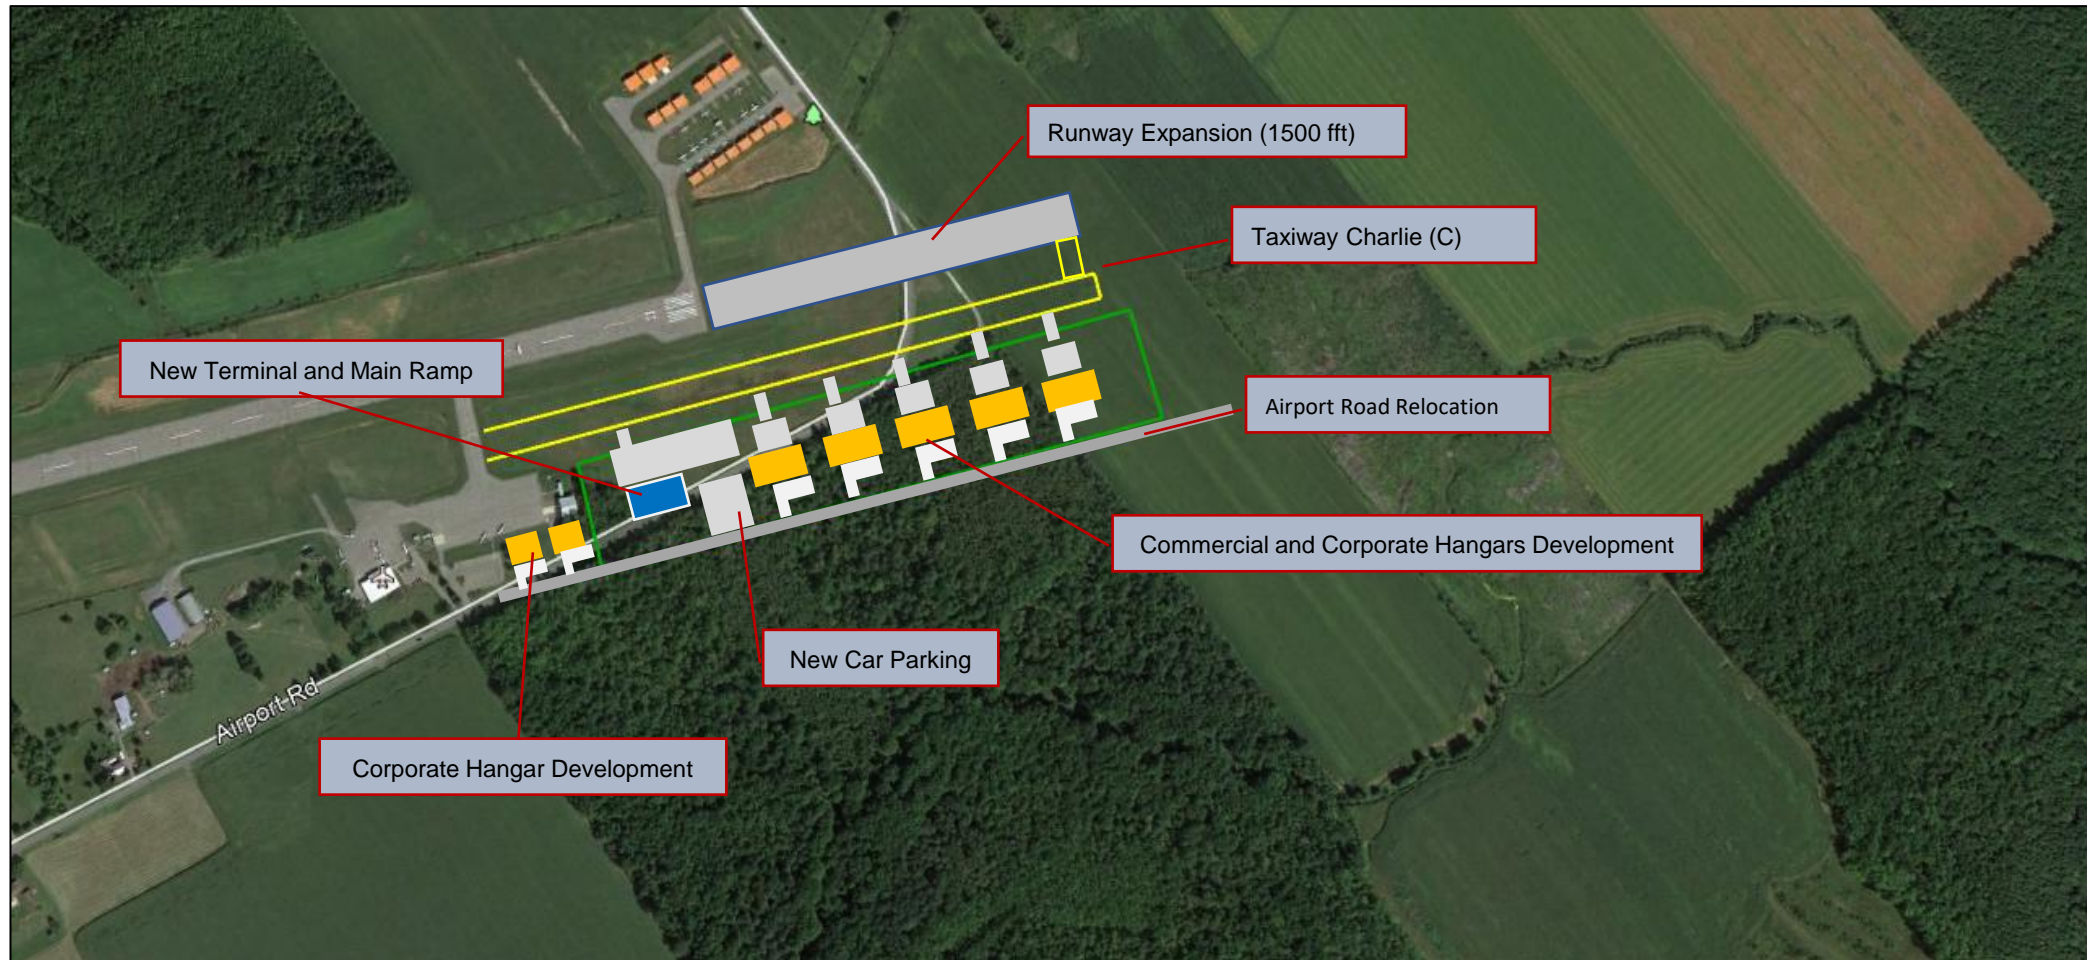 Runway Expansion (1500 fft)
Taxiway Charlie (C)
New Terminal and Main Ramp
Airport Road Relocation
Commercial and Corporate Hangars Development
New Car Parking
Airport Rd
Corporate Hangar Development